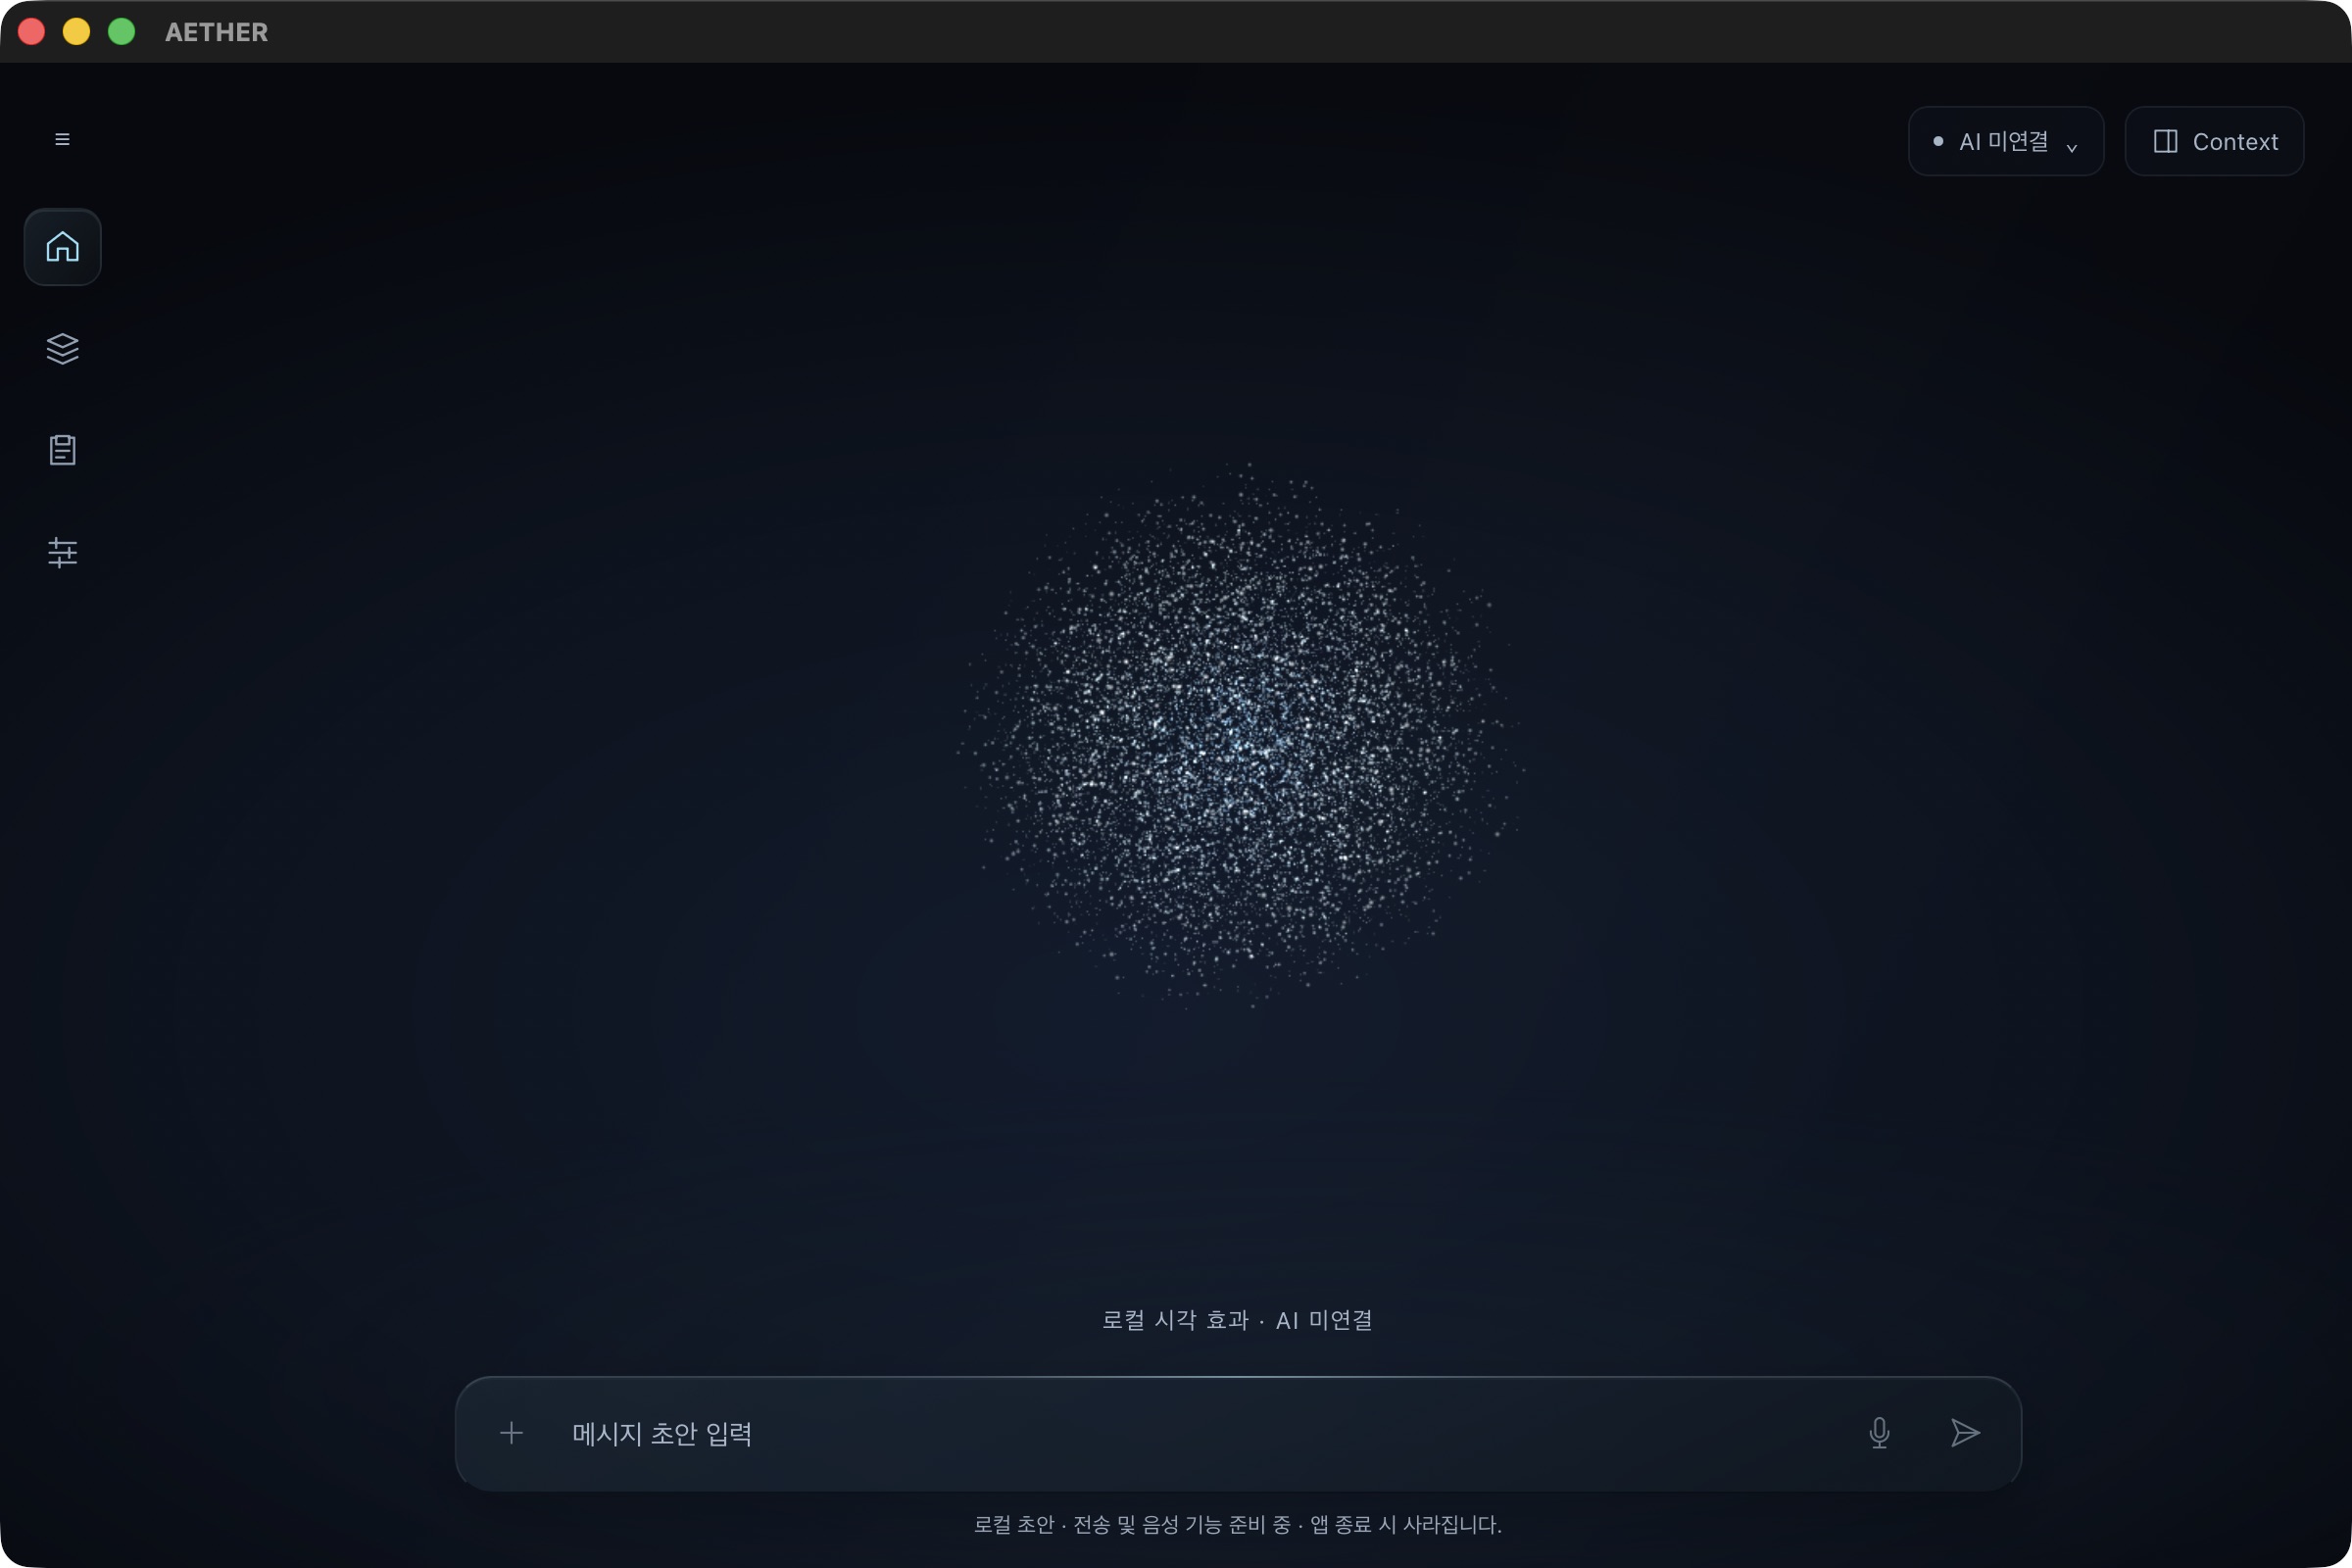 AETHER
AI 미연결
Context
로컬 시각 효과 · AI 미연결
메시지 초안 입력
로컬 초안 · 전송 및 음성 기능 준비 중 · 앱 종료 시 사라집니다.